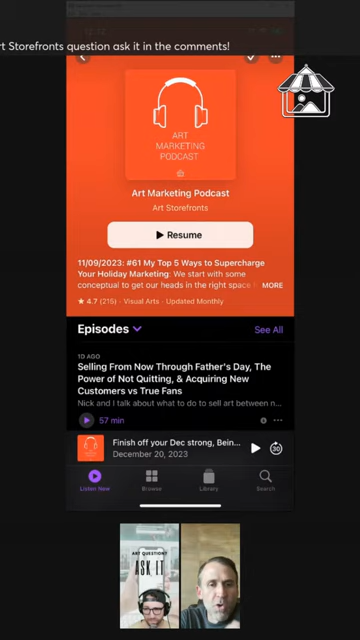 rt Storefronts question ask it in the comments!
ART
MARKETING
PODCAST
Art Marketing Podcast
Art Storefronts
Resume
11/09/2023: #61 My Top 5 Ways to Supercharge
Your Holiday Marketing: We start with some
conceptual to get our heads in the right space MORE
4.7 (215) · Visual Arts · Updated Monthly
Episodes
See All
1D AGO
Selling From Now Through Father's Day, The
Power of Not Quitting, & Acquiring New
Customers vs True Fans
Nick and I talk about what to do to sell art between n...
57 min
Finish off your Dec strong, Bein...
December 20, 2023
30
Listen Now
Browse
Library
Search
ART QUESTION?
ASK IT